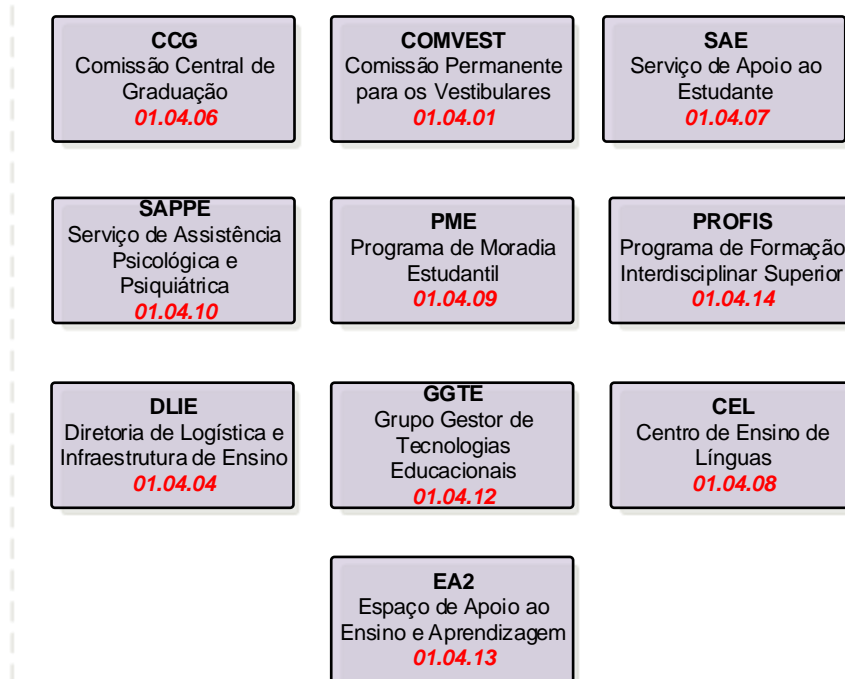 CCG
Comissão Central de
Graduação
01.04.06
COMVEST
Comissão Permanente
para os Vestibulares
01.04.01
SAE
Serviço de Apoio ao
Estudante
01.04.07
SAPPE
Serviço de Assistência
Psicológica e
Psiquiátrica
01.04.10
PME
Programa de Moradia
Estudantil
01.04.09
PROFIS
Programa de Formação
Interdisciplinar Superior
01.04.14
DLIE
Diretoria de Logística e
Infraestrutura de Ensino
01.04.04
GGTE
Grupo Gestor de
Tecnologias
Educacionais
01.04.12
CEL
Centro de Ensino de
Línguas
01.04.08
EA2
Espaço de Apoio ao
Ensino e Aprendizagem
01.04.13